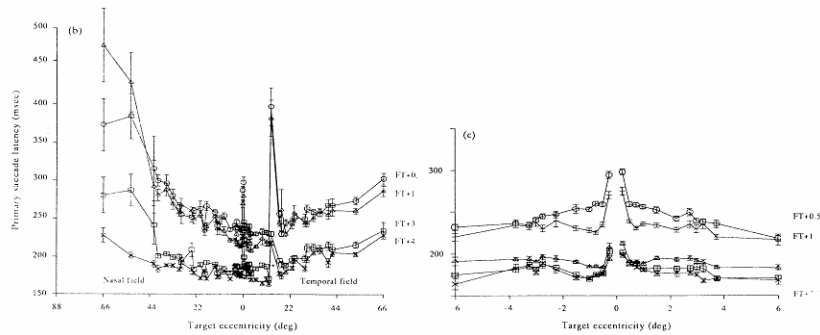 (b)
Primary saccade latency (msec)
500
450
400
350
300
250
200
150
Nasal field
Temporal field
FT+0.
FT+1
FT+3
FT+4
88 66 44 22 0 22 44 66
Target eccentricity (deg)
(c)
300
200
FT+0.5
FT+1
-6 -4 -2 0 2 4 6
Target eccentricity (deg)